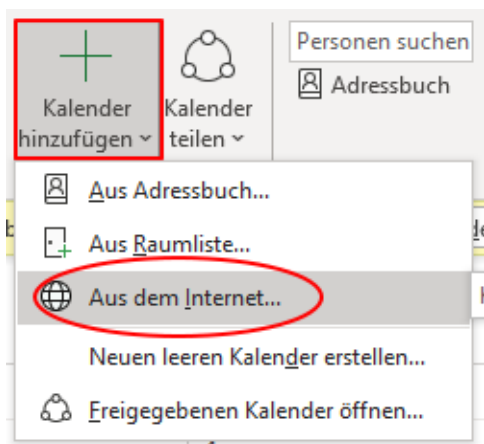 Kalender
hinzufügen
Kalender
teilen
Personen suchen
Adressbuch
Aus Adressbuch...
Aus Raumliste...
Aus dem Internet...
Neuen leeren Kalender erstellen...
Freigegebenen Kalender öffnen...